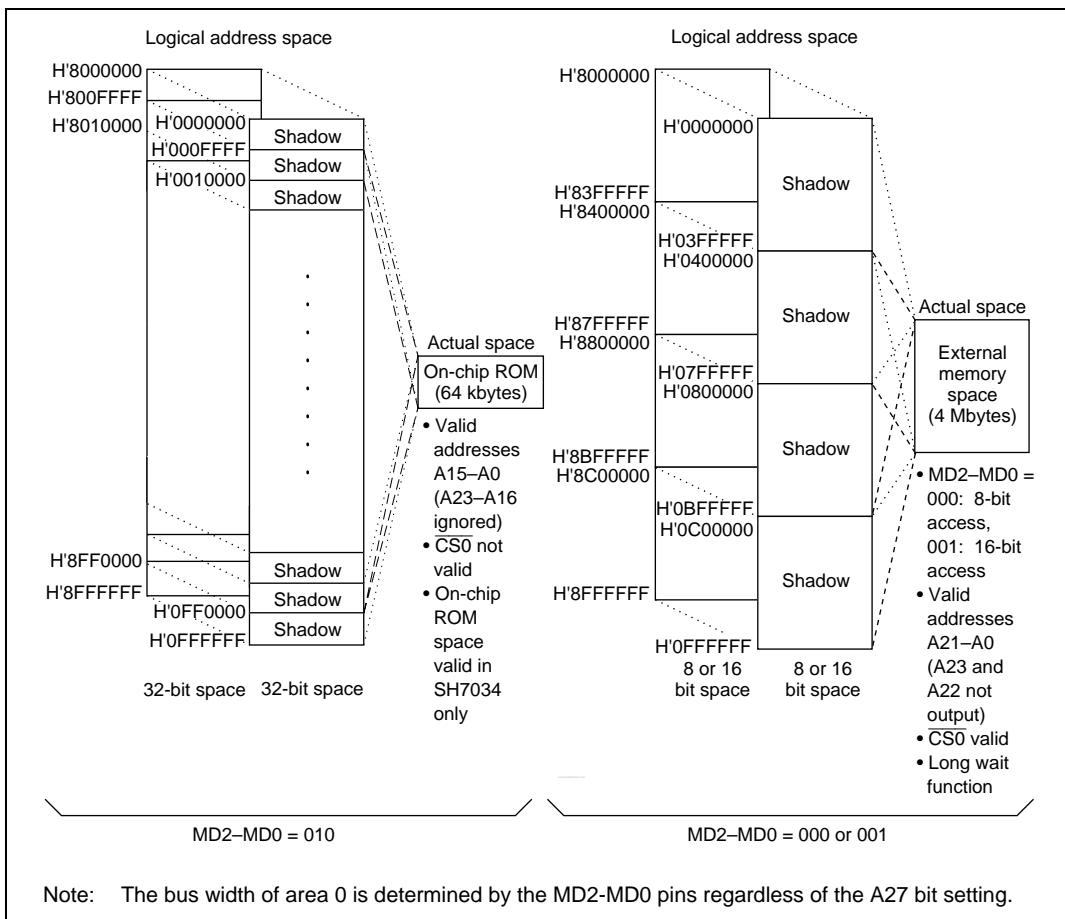 Logical address space
H'8000000
H'800FFFF
H'8010000
H'0000000
H'000FFFF
H'0010000
Shadow
Shadow
Shadow
Actual space
On-chip ROM
(64 kbytes)
• Valid
addresses
A15–A0
(A23–A16
ignored)
• CS0 not
valid
• On-chip
ROM
space
valid in
SH7034
only
H'8FF0000
H'8FFFFFF
H'0FF0000
H'0FFFFFF
Shadow
Shadow
Shadow
32-bit space
32-bit space
MD2–MD0 = 010
Logical address space
H'8000000
H'0000000
Shadow
H'83FFFFF
H'8400000
H'03FFFFF
H'0400000
Shadow
H'87FFFFF
H'8800000
H'07FFFFF
H'0800000
Shadow
H'8BFFFFF
H'8C00000
H'0BFFFFF
H'0C00000
Shadow
H'8FFFFFF
H'0FFFFFF
8 or 16
bit space
8 or 16
bit space
Actual space
External
memory
space
(4 Mbytes)
• MD2–MD0 =
000: 8-bit
access,
001: 16-bit
access
• Valid
addresses
A21–A0
(A23 and
A22 not
output)
• CS0 valid
• Long wait
function
MD2–MD0 = 000 or 001
Note: The bus width of area 0 is determined by the MD2-MD0 pins regardless of the A27 bit setting.